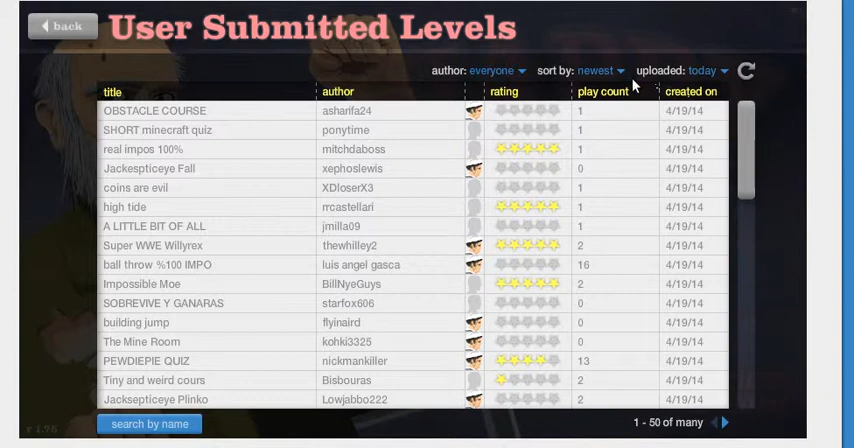 back
User Submitted Levels
author: everyone sort by: newest uploaded: today
title author rating play count created on
OBSTACLE COURSE asharifa24 1 4/19/14
SHORT minecraft quiz ponytime 1 4/19/14
real impos 100% mitchdaboss 1 4/19/14
Jackespticeye Fall xephoslewis 0 4/19/14
coins are evil XDloserX3 1 4/19/14
high tide rrcastellari 1 4/19/14
A LITTLE BIT OF ALL jmilla09 1 4/19/14
Super WWE Willyrex thewhilley2 2 4/19/14
ball throw %100 IMPO luis angel gasca 16 4/19/14
Impossible Moe BillNyeGuys 2 4/19/14
SOBREVIVE Y GANARAS starfox606 0 4/19/14
building jump flyinaird 0 4/19/14
The Mine Room kohki3325 0 4/19/14
PEWDIEPIE QUIZ nickmankiller 13 4/19/14
Tiny and weird cours Bisbouras 2 4/19/14
Jacksepticeye Plinko Lowjabbo222 2 4/19/14
search by name 1 - 50 of many
r 1.75